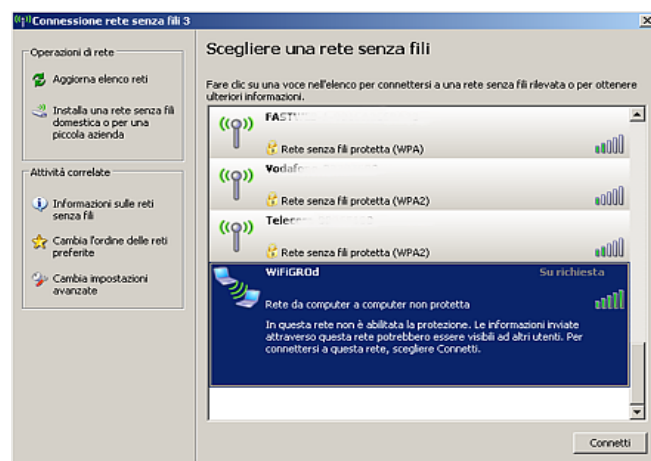 Connessione rete senza fili 3
Operazioni di rete
Aggiorna elenco reti
Installa una rete senza fili
domestica o per una
piccola azienda
Attività correlate
Informazioni sulle reti
senza fili
Cambia l'ordine delle reti
preferite
Cambia impostazioni
avanzate
Scegliere una rete senza fili
Fare clic su una voce nell'elenco per connettersi a una rete senza fili rilevata o per ottenere
ulteriori informazioni.
Rete senza fili protetta (WPA)
Rete senza fili protetta (WPA2)
Rete senza fili protetta (WPA2)
WiFiGROd
Su richiesta
Rete da computer a computer non protetta
In questa rete non è abilitata la protezione. Le informazioni inviate
attraverso questa rete potrebbero essere visibili ad altri utenti. Per
connettersi a questa rete, scegliere Connetti.
Connetti